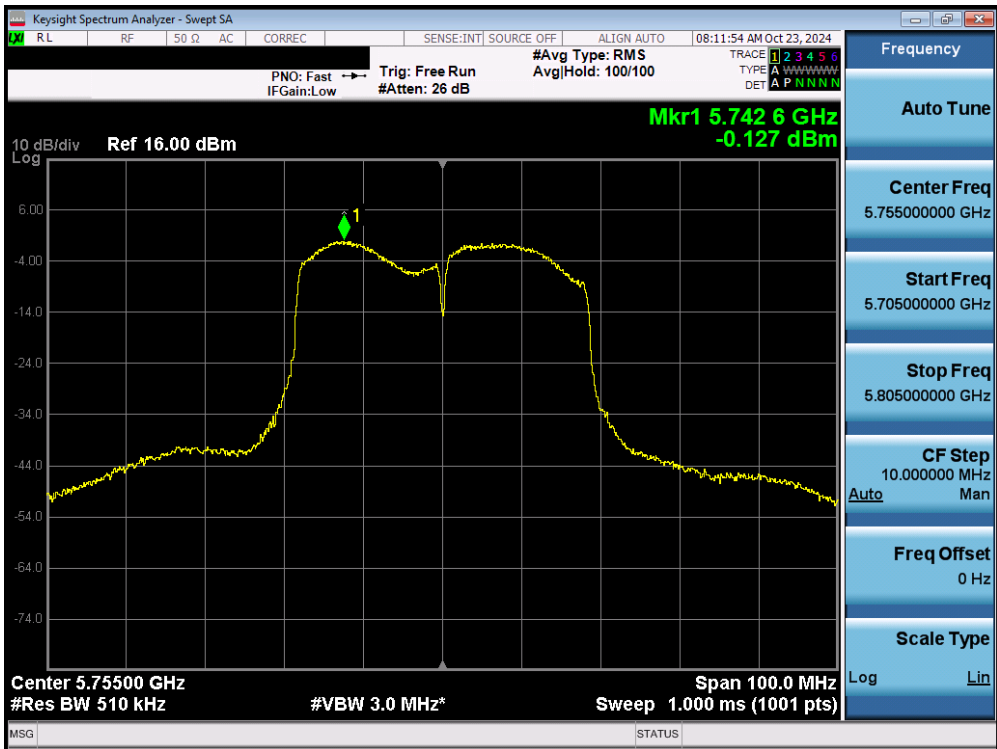 Keysight Spectrum Analyzer - Swept SA
LXI RL RF 50 Ω AC CORREC SENSE:INT SOURCE OFF ALIGN AUTO 08:11:54 AM Oct 23, 2024
Frequency
#Avg Type: RMS TRACE 1 2 3 4 5 6
PNO: Fast Trig: Free Run Avg|Hold: 100/100 TYPE A WWWWW
IFGain:Low #Atten: 26 dB DET A P N N N N
Auto Tune
Mkr1 5.742 6 GHz
10 dB/div Ref 16.00 dBm -0.127 dBm
Log
Center Freq
5.755000000 GHz
6.00
1
-4.00
Start Freq
5.705000000 GHz
-14.0
-24.0
Stop Freq
5.805000000 GHz
-34.0
-44.0
CF Step
10.000000 MHz
Auto Man
-54.0
Freq Offset
0 Hz
-64.0
-74.0
Scale Type
Log Lin
Center 5.75500 GHz Span 100.0 MHz
#Res BW 510 kHz #VBW 3.0 MHz* Sweep 1.000 ms (1001 pts)
MSG STATUS